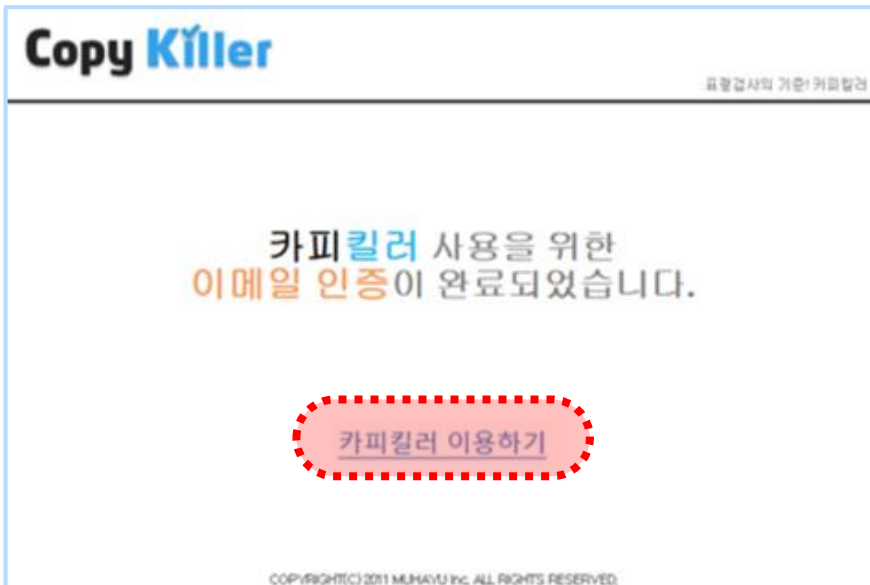 Copy Killer
표절검사의 기준! 카피킬러
카피킬러 사용을 위한
이메일 인증이 완료되었습니다.
카피킬러 이용하기
COPYRIGHT(C) 2011 MUHAYU Inc. ALL RIGHTS RESERVED.